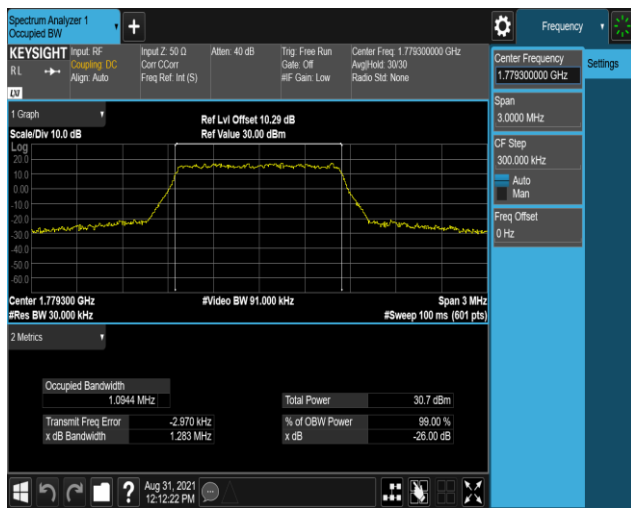 Spectrum Analyzer 1
Occupied BW
Frequency
KEYSIGHT
RL
LXI
Input: RF
Coupling: DC
Align: Auto
Input Z: 50 Ω
Corr CCorr
Freq Ref: Int (S)
Atten: 40 dB
Trig: Free Run
Gate: Off
#IF Gain: Low
Center Freq: 1.779300000 GHz
Avg|Hold: 30/30
Radio Std: None
Center Frequency
1.779300000 GHz
Span
3.0000 MHz
CF Step
300.000 kHz
Auto
Man
Freq Offset
0 Hz
Settings
1 Graph
Scale/Div 10.0 dB
Ref Lvl Offset 10.29 dB
Ref Value 30.00 dBm
Log
20.0
10.0
0.00
-10.0
-20.0
-30.0
-40.0
-50.0
-60.0
Center 1.779300 GHz
#Video BW 91.000 kHz
Span 3 MHz
#Res BW 30.000 kHz
#Sweep 100 ms (601 pts)
2 Metrics
Occupied Bandwidth
1.0944 MHz
Total Power 30.7 dBm
Transmit Freq Error -2.970 kHz
% of OBW Power 99.00 %
x dB Bandwidth 1.283 MHz
x dB -26.00 dB
Aug 31, 2021
12:12:22 PM